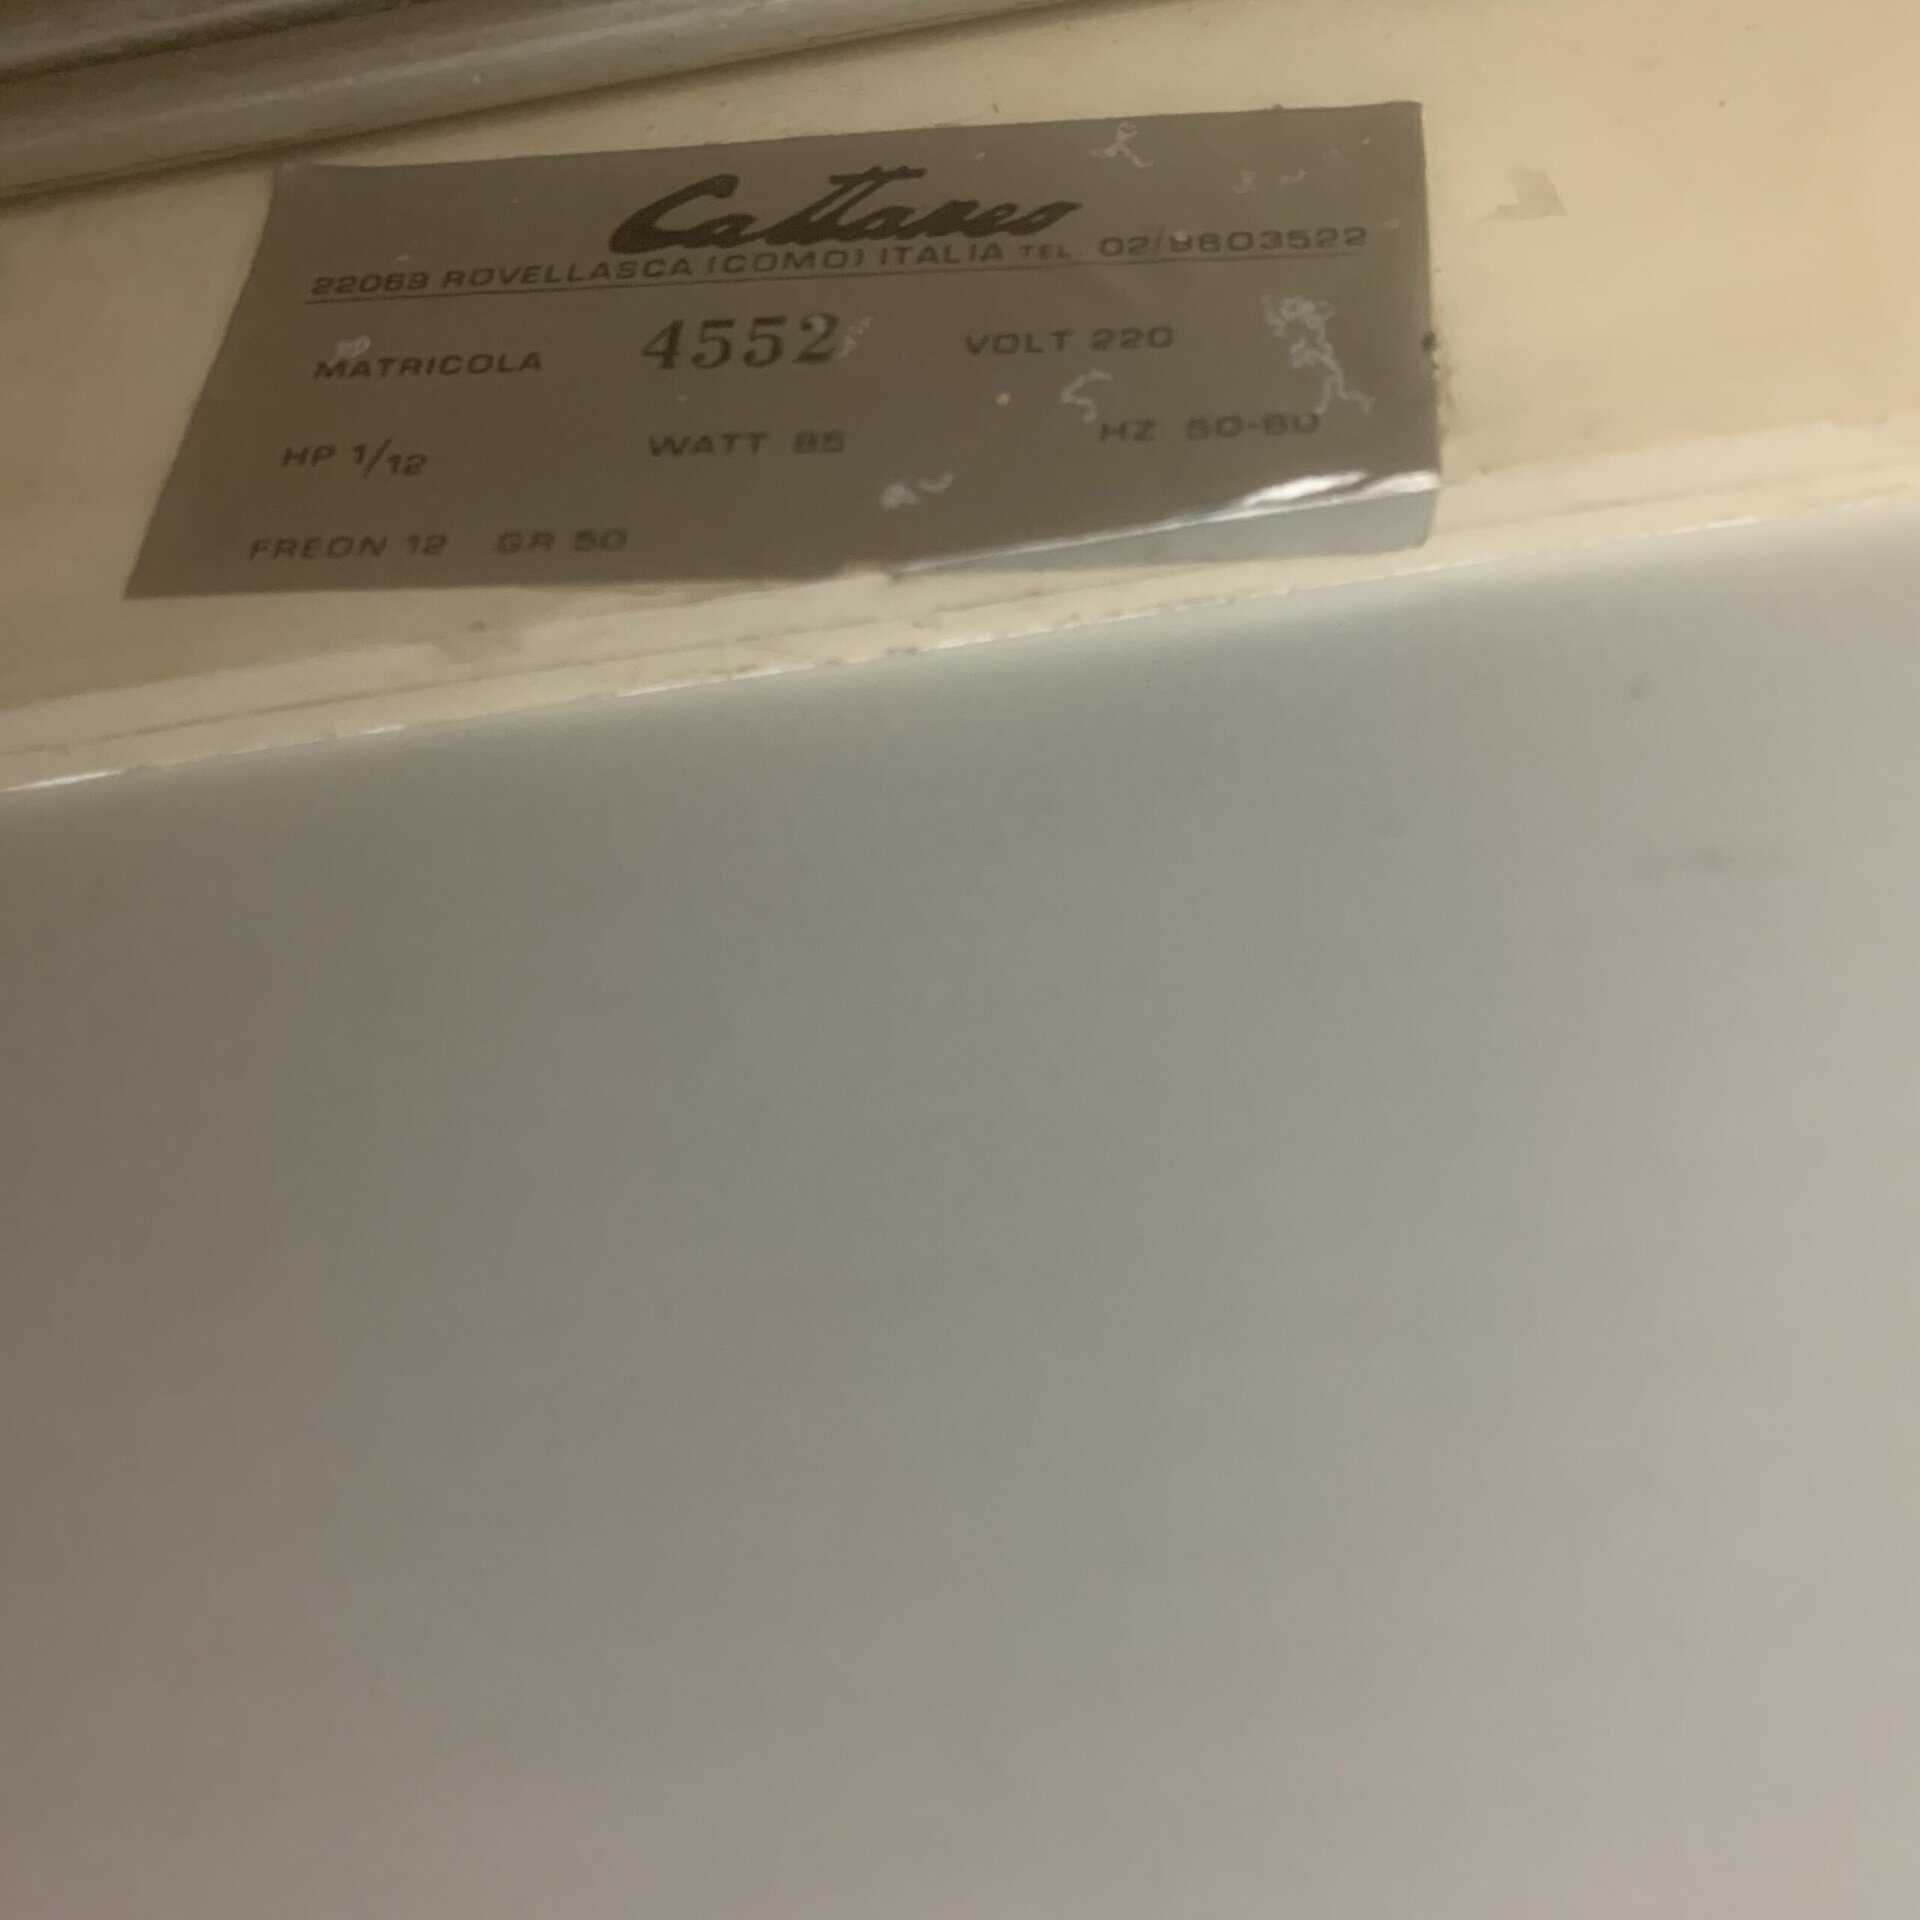 Cattaneo
22069 ROVELLASCA (COMO) ITALIA TEL. 02/9603522
MATRICOLA 4552 VOLT 220
HP 1/12 WATT 85 HZ 50-60
FREON 12 GR 50